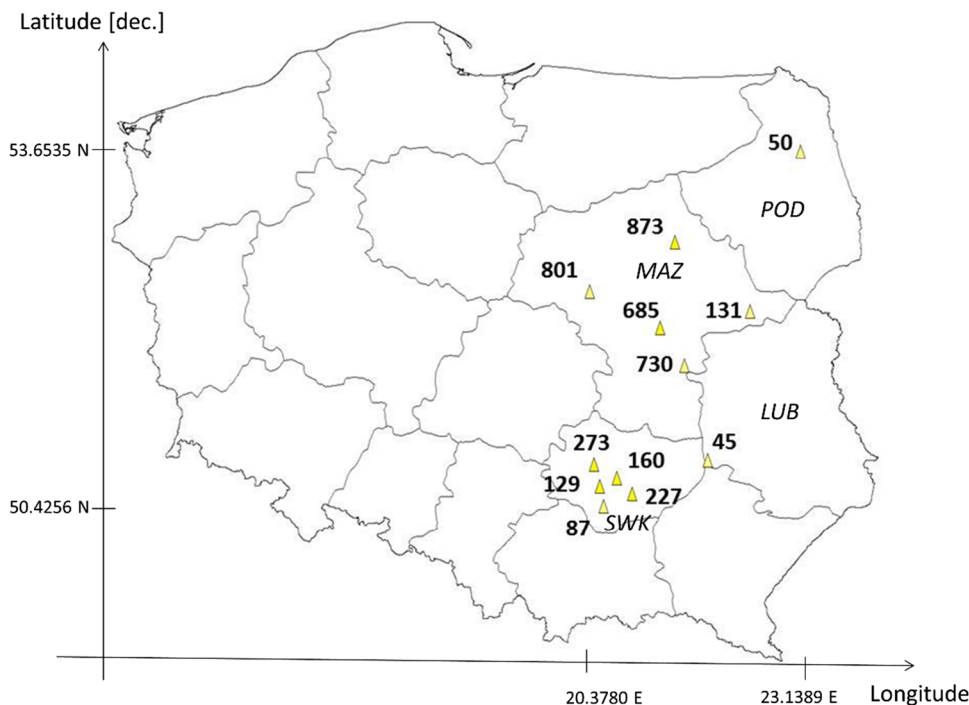 Latitude [dec.]
53.6535 N
50
POD
873
MAZ
801
685
131
730
LUB
273
45
160
129
227
50.4256 N
87
SWK
20.3780 E
23.1389 E
Longitude